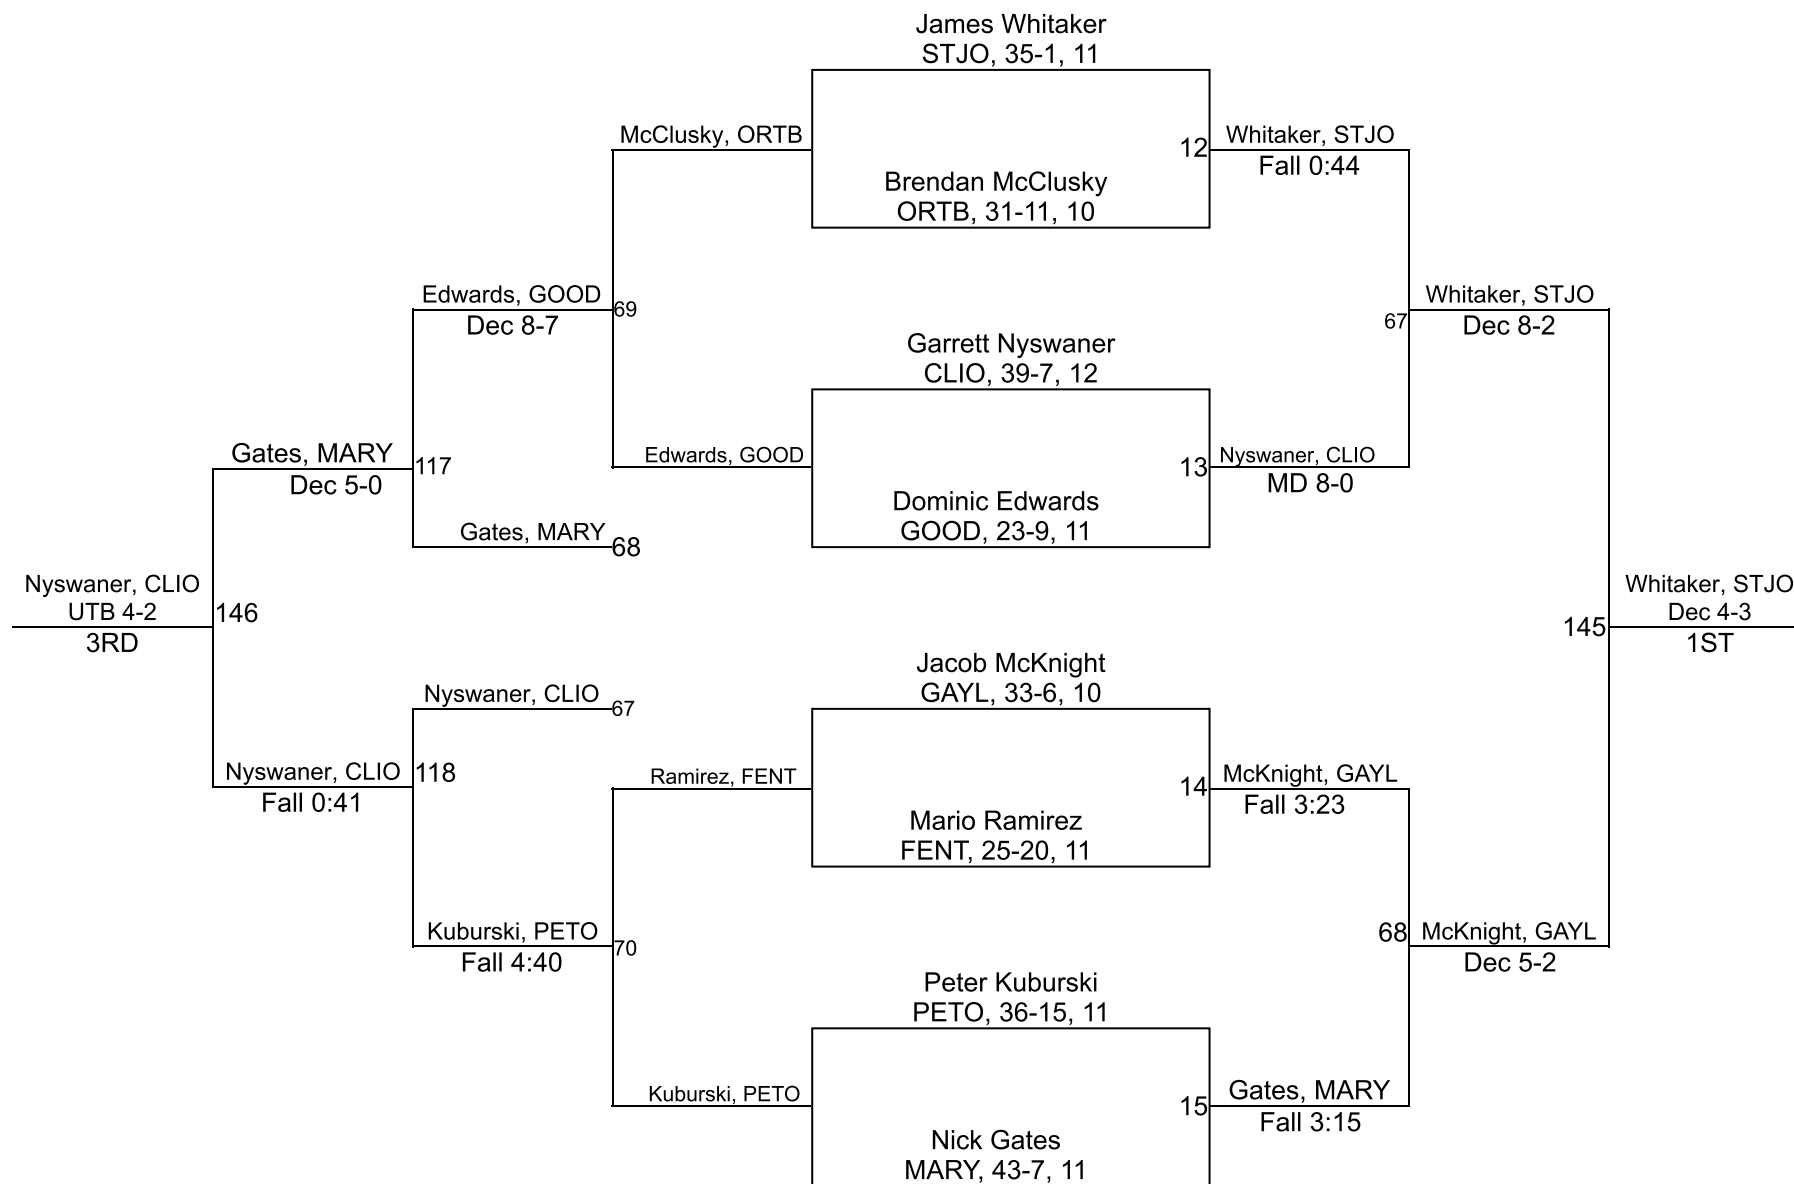 James Whitaker
STJO, 35-1, 11
McClusky, ORTB
12
Whitaker, STJO
Fall 0:44
Brendan McClusky
ORTB, 31-11, 10
Edwards, GOOD
Dec 8-7
69
67
Whitaker, STJO
Dec 8-2
Garrett Nyswaner
CLIO, 39-7, 12
Gates, MARY
Dec 5-0
117
Edwards, GOOD
13
Nyswaner, CLIO
MD 8-0
Dominic Edwards
GOOD, 23-9, 11
Gates, MARY
68
Nyswaner, CLIO
UTB 4-2
3RD
146
145
Whitaker, STJO
Dec 4-3
1ST
Jacob McKnight
GAYL, 33-6, 10
Nyswaner, CLIO
67
Nyswaner, CLIO
Fall 0:41
118
Ramirez, FENT
14
McKnight, GAYL
Fall 3:23
Mario Ramirez
FENT, 25-20, 11
Kuburski, PETO
Fall 4:40
70
68
McKnight, GAYL
Dec 5-2
Peter Kuburski
PETO, 36-15, 11
Kuburski, PETO
15
Gates, MARY
Fall 3:15
Nick Gates
MARY, 43-7, 11